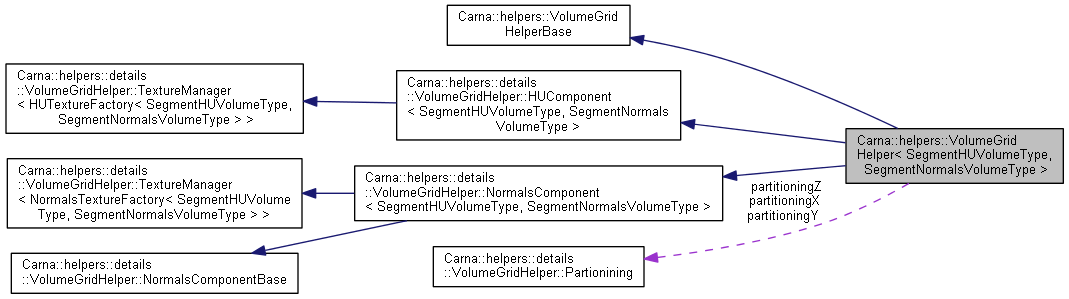 Carna::helpers::VolumeGrid
HelperBase
Carna::helpers::details
::VolumeGridHelper::TextureManager
< HUTextureFactory< SegmentHUVolumeType,
SegmentNormalsVolumeType > >
Carna::helpers::details
::VolumeGridHelper::HUComponent
< SegmentHUVolumeType, SegmentNormals
VolumeType >
Carna::helpers::VolumeGrid
Helper< SegmentHUVolumeType,
SegmentNormalsVolumeType >
Carna::helpers::details
::VolumeGridHelper::TextureManager
< NormalsTextureFactory< SegmentHUVolume
Type, SegmentNormalsVolumeType > >
Carna::helpers::details
::VolumeGridHelper::NormalsComponent
< SegmentHUVolumeType, SegmentNormalsVolumeType >
partitioningZ
partitioningX
partitioningY
Carna::helpers::details
::VolumeGridHelper::NormalsComponentBase
Carna::helpers::details
::VolumeGridHelper::Partionining